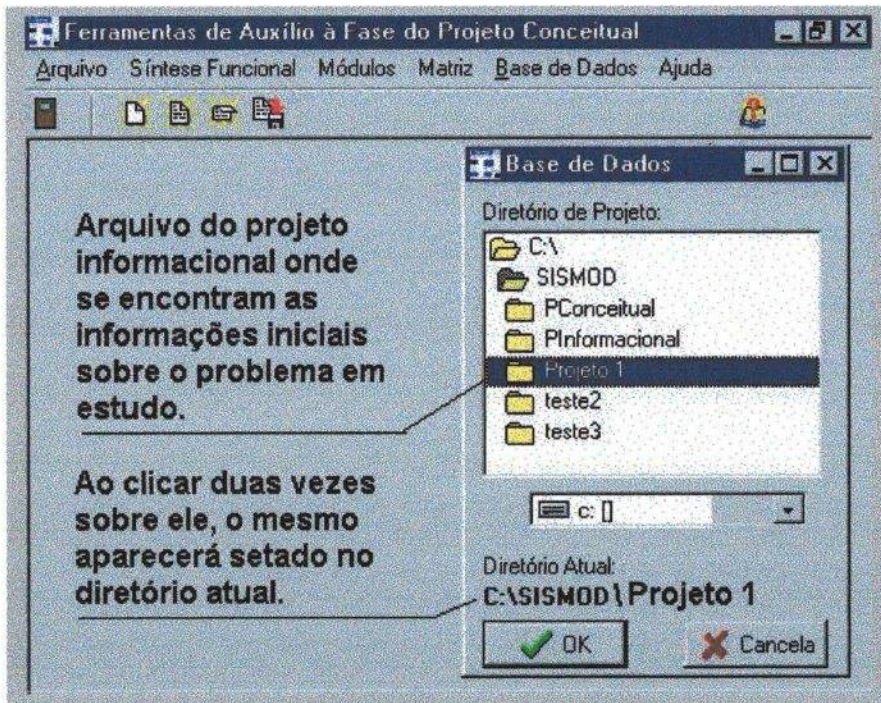 Ferramentas de Auxílio à Fase do Projeto Conceitual
Arquivo Síntese Funcional Módulos Matriz Base de Dados Ajuda
Arquivo do projeto
informacional onde
se encontram as
informações iniciais
sobre o problema em
estudo.
Ao clicar duas vezes
sobre ele, o mesmo
aparecerá setado no
diretório atual.
Base de Dados
Diretório de Projeto:
C:\
SISMOD
PConceitual
PInformacional
Projeto 1
teste2
teste3
c: []
Diretório Atual:
C:\SISMOD\Projeto 1
OK Cancela